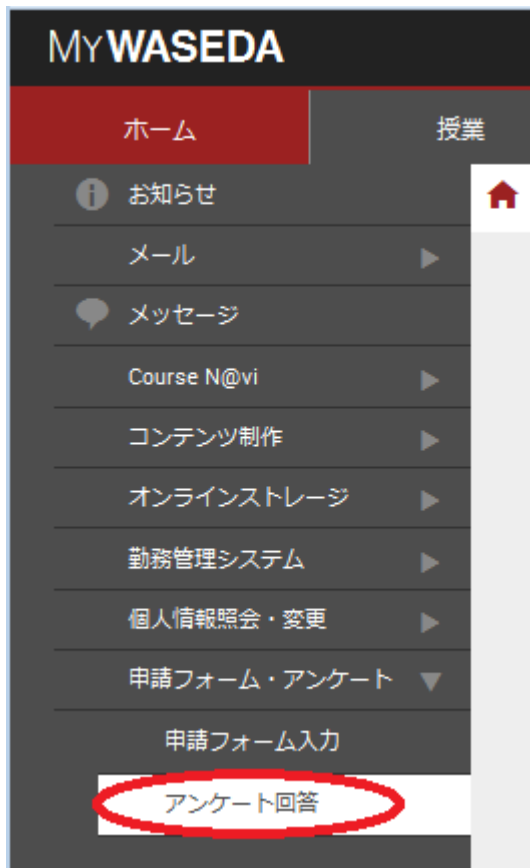 MyWASEDA
ホーム 授業
お知らせ
メール
メッセージ
Course N@vi
コンテンツ制作
オンラインストレージ
勤務管理システム
個人情報照会・変更
申請フォーム・アンケート
申請フォーム入力
アンケート回答